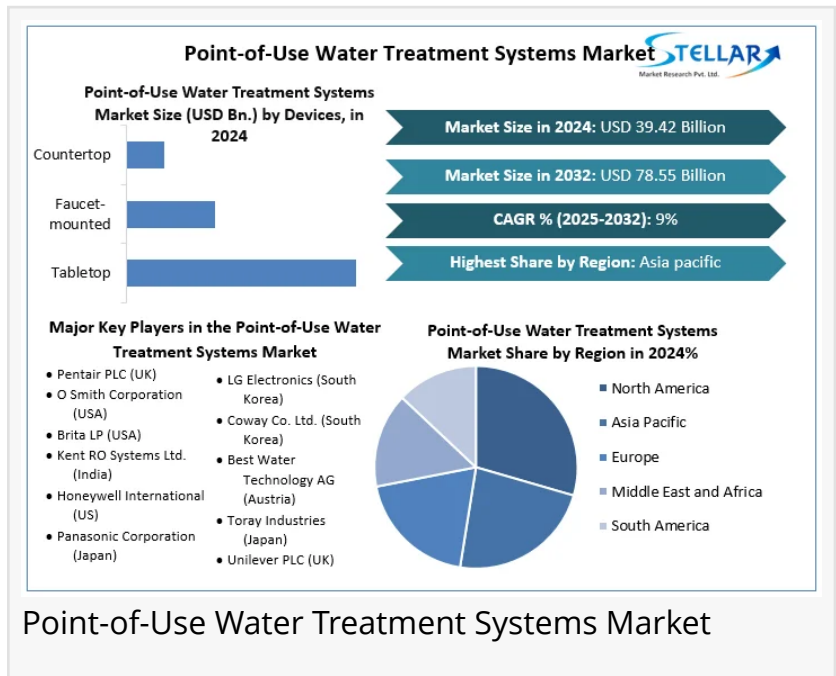 Point-of-Use Water Treatment Systems Market
STELLAR
Market Research Pvt. Ltd.
Point-of-Use Water Treatment Systems
Market Size (USD Bn.) by Devices, in
2024
Countertop
Faucet-
mounted
Tabletop
Market Size in 2024: USD 39.42 Billion
Market Size in 2032: USD 78.55 Billion
CAGR % (2025-2032): 9%
Highest Share by Region: Asia pacific
Major Key Players in the Point-of-Use Water
Treatment Systems Market
• Pentair PLC (UK)
• O Smith Corporation
(USA)
• Brita LP (USA)
• Kent RO Systems Ltd.
(India)
• Honeywell International
(US)
• Panasonic Corporation
(Japan)
• LG Electronics (South
Korea)
• Coway Co. Ltd. (South
Korea)
• Best Water
Technology AG
(Austria)
• Toray Industries
(Japan)
• Unilever PLC (UK)
Point-of-Use Water Treatment Systems
Market Share by Region in 2024%
North America
Asia Pacific
Europe
Middle East and Africa
South America
Point-of-Use Water Treatment Systems Market